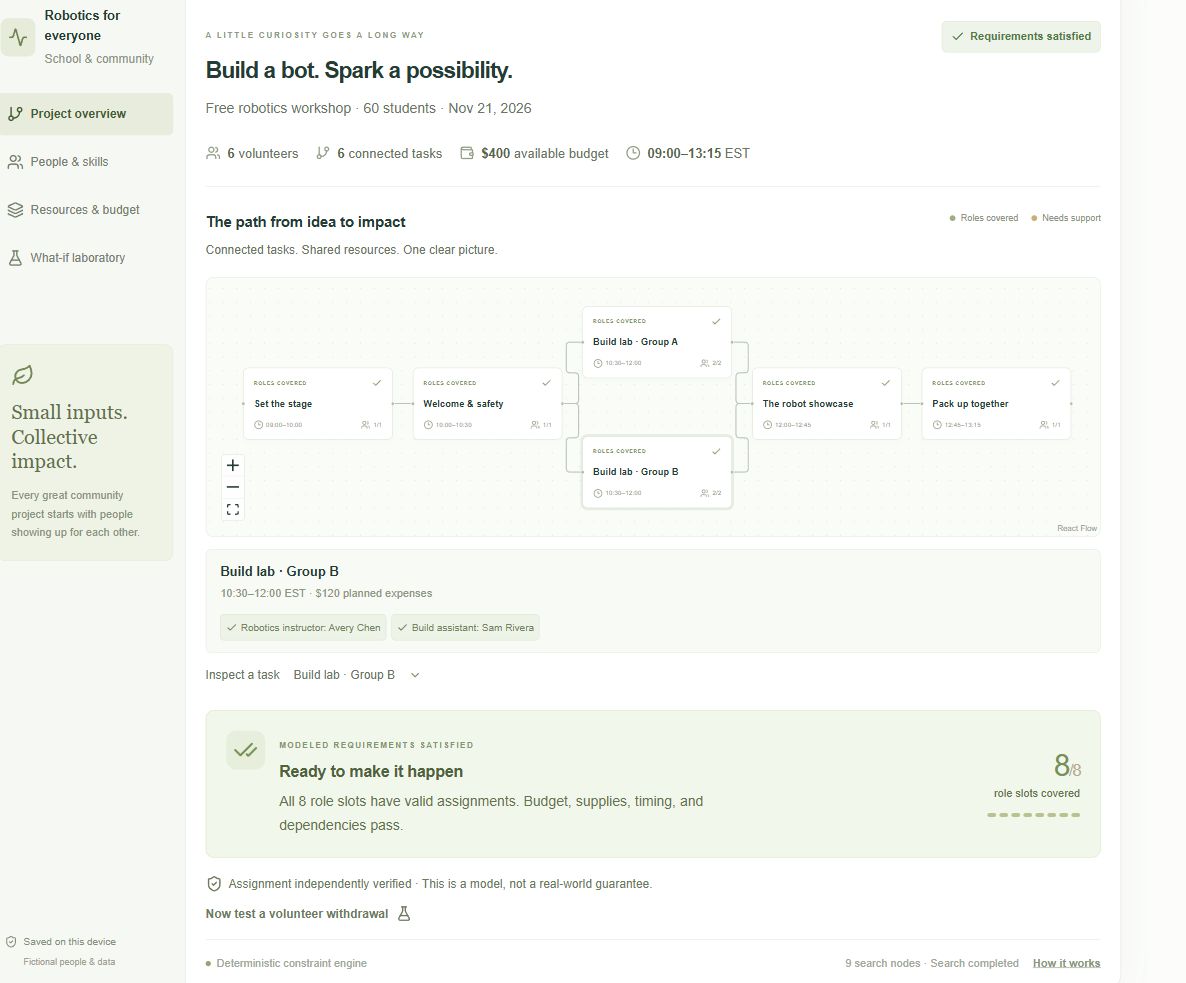 Robotics for
everyone
School & community
Project overview
People & skills
Resources & budget
What-if laboratory
Small inputs.
Collective
impact.
Every great community
project starts with people
showing up for each other.
Saved on this device
Fictional people & data
A LITTLE CURIOSITY GOES A LONG WAY
Requirements satisfied
Build a bot. Spark a possibility.
Free robotics workshop · 60 students · Nov 21, 2026
6 volunteers 6 connected tasks $400 available budget 09:00–13:15 EST
The path from idea to impact
Roles covered Needs support
Connected tasks. Shared resources. One clear picture.
ROLES COVERED
Set the stage
09:00–10:00 1/1
ROLES COVERED
Welcome & safety
10:00–10:30 1/1
ROLES COVERED
Build lab · Group A
10:30–12:00 2/2
ROLES COVERED
Build lab · Group B
10:30–12:00 2/2
ROLES COVERED
The robot showcase
12:00–12:45 1/1
ROLES COVERED
Pack up together
12:45–13:15 1/1
React Flow
Build lab · Group B
10:30–12:00 EST · $120 planned expenses
Robotics instructor: Avery Chen Build assistant: Sam Rivera
Inspect a task Build lab · Group B
MODELED REQUIREMENTS SATISFIED
Ready to make it happen
All 8 role slots have valid assignments. Budget, supplies, timing, and
dependencies pass.
8/8
role slots covered
Assignment independently verified · This is a model, not a real-world guarantee.
Now test a volunteer withdrawal
Deterministic constraint engine
9 search nodes · Search completed How it works